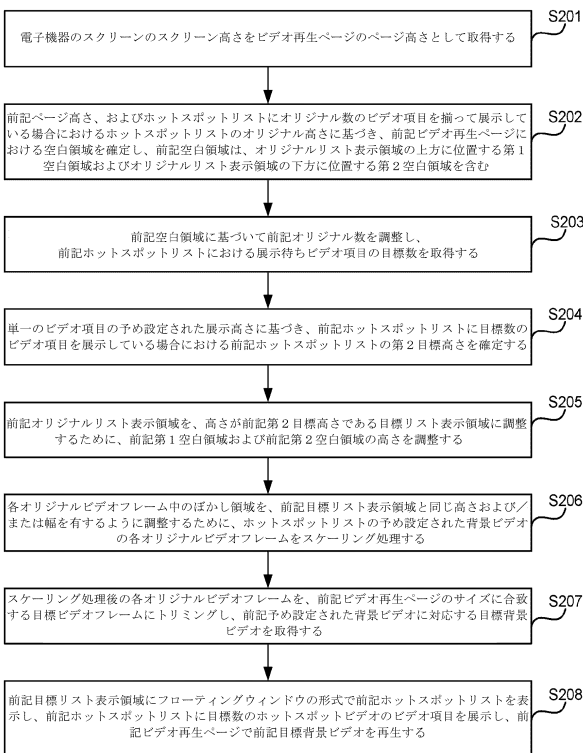 S201
電子機器のスクリーンのスクリーン高さをビデオ再生ページのページ高さとして取得する
S202
前記ページ高さ、およびホットスポットリストにオリジナル数のビデオ項目を揃って展示して
いる場合におけるホットスポットリストのオリジナル高さに基づき、前記ビデオ再生ページに
おける空白領域を確定し、前記空白領域は、オリジナルリスト表示領域の上方に位置する第1
空白領域およびオリジナルリスト表示領域の下方に位置する第2空白領域を含む
S203
前記空白領域に基づいて前記オリジナル数を調整し、
前記ホットスポットリストにおける展示待ちビデオ項目の目標数を取得する
S204
単一のビデオ項目の予め設定された展示高さに基づき、前記ホットスポットリストに目標数の
ビデオ項目を展示している場合における前記ホットスポットリストの第2目標高さを確定する
S205
前記オリジナルリスト表示領域を、高さが前記第2目標高さである目標リスト表示領域に調整
するために、前記第1空白領域および前記第2空白領域の高さを調整する
S206
各オリジナルビデオフレーム中のぼかし領域を、前記目標リスト表示領域と同じ高さおよび/
または幅を有するように調整するために、ホットスポットリストの予め設定された背景ビデオ
の各オリジナルビデオフレームをスケーリング処理する
S207
スケーリング処理後の各オリジナルビデオフレームを、前記ビデオ再生ページのサイズに合致
する目標ビデオフレームにトリミングし、前記予め設定された背景ビデオに対応する目標背景
ビデオを取得する
S208
前記目標リスト表示領域にフローティングウィンドウの形式で前記ホットスポットリストを表
示し、前記ホットスポットリストに目標数のホットスポットビデオのビデオ項目を展示し、前
記ビデオ再生ページで前記目標背景ビデオを再生する